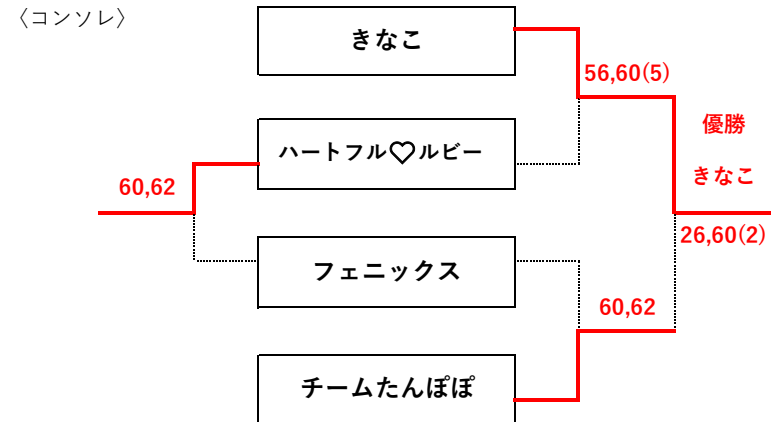 〈コンソレ〉
きなこ
56,60(5)
優勝
ハートフル♡ルビー
きなこ
60,62
26,60(2)
フェニックス
60,62
チームたんぽぽ